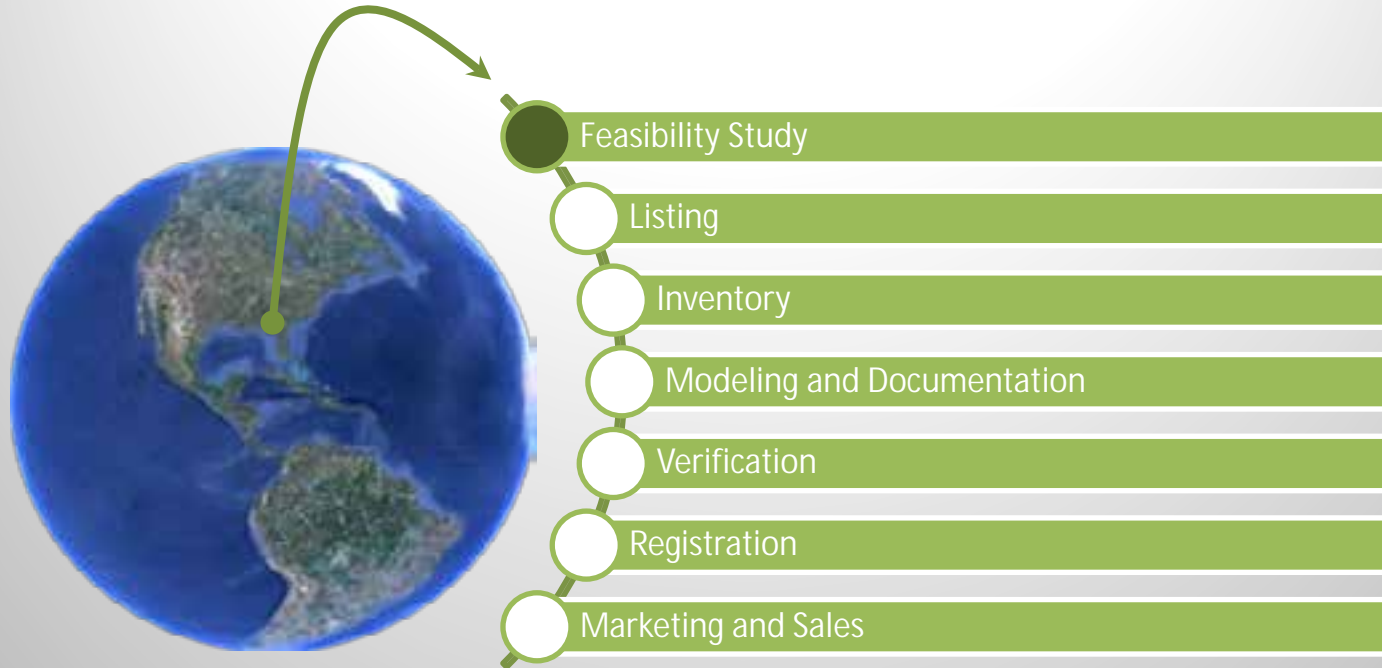 Feasibility Study
Listing
Inventory
Modeling and Documentation
Verification
Registration
Marketing and Sales